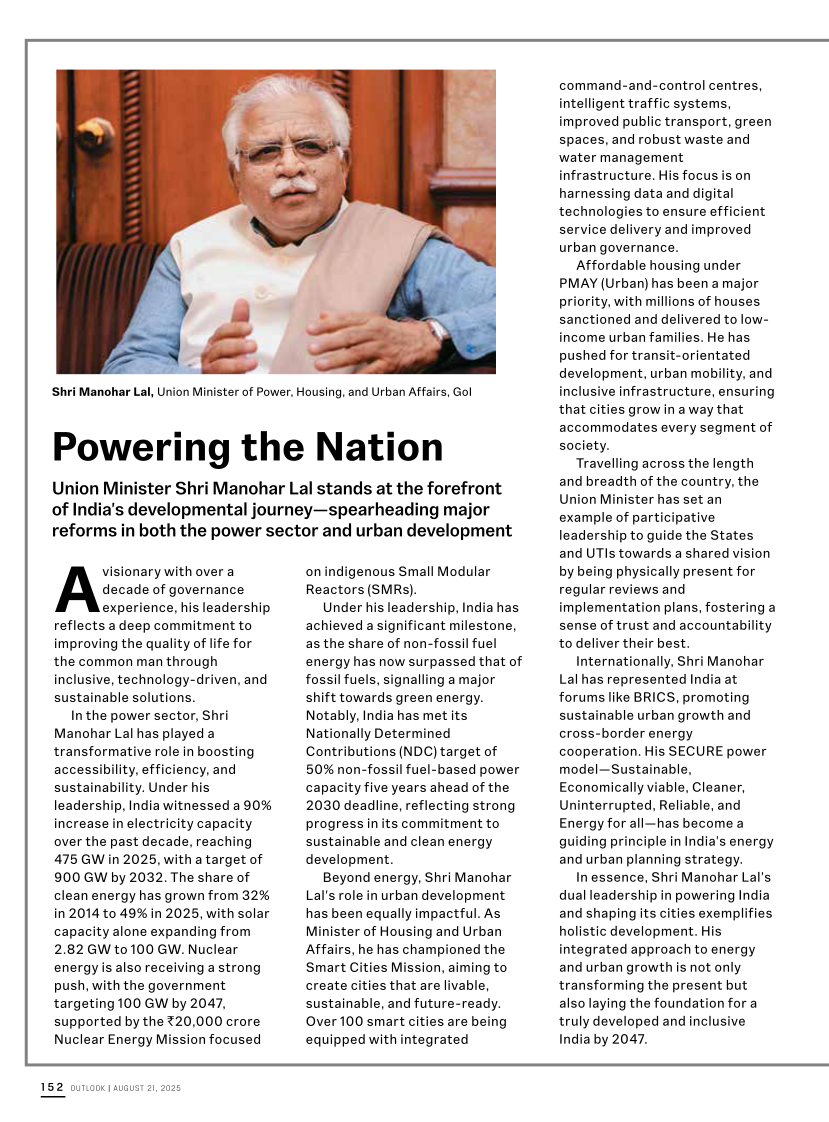 Shri Manohar Lal, Union Minister of Power, Housing, and Urban Affairs, GoI
Powering the Nation
Union Minister Shri Manohar Lal stands at the forefront
of India's developmental journey—spearheading major
reforms in both the power sector and urban development
A visionary with over a
decade of governance
experience, his leadership
reflects a deep commitment to
improving the quality of life for
the common man through
inclusive, technology-driven, and
sustainable solutions.
In the power sector, Shri
Manohar Lal has played a
transformative role in boosting
accessibility, efficiency, and
sustainability. Under his
leadership, India witnessed a 90%
increase in electricity capacity
over the past decade, reaching
475 GW in 2025, with a target of
900 GW by 2032. The share of
clean energy has grown from 32%
in 2014 to 49% in 2025, with solar
capacity alone expanding from
2.82 GW to 100 GW. Nuclear
energy is also receiving a strong
push, with the government
targeting 100 GW by 2047,
supported by the ₹20,000 crore
Nuclear Energy Mission focused
on indigenous Small Modular
Reactors (SMRs).
Under his leadership, India has
achieved a significant milestone,
as the share of non-fossil fuel
energy has now surpassed that of
fossil fuels, signalling a major
shift towards green energy.
Notably, India has met its
Nationally Determined
Contributions (NDC) target of
50% non-fossil fuel-based power
capacity five years ahead of the
2030 deadline, reflecting strong
progress in its commitment to
sustainable and clean energy
development.
Beyond energy, Shri Manohar
Lal's role in urban development
has been equally impactful. As
Minister of Housing and Urban
Affairs, he has championed the
Smart Cities Mission, aiming to
create cities that are livable,
sustainable, and future-ready.
Over 100 smart cities are being
equipped with integrated
command-and-control centres,
intelligent traffic systems,
improved public transport, green
spaces, and robust waste and
water management
infrastructure. His focus is on
harnessing data and digital
technologies to ensure efficient
service delivery and improved
urban governance.
Affordable housing under
PMAY (Urban) has been a major
priority, with millions of houses
sanctioned and delivered to low-
income urban families. He has
pushed for transit-orientated
development, urban mobility, and
inclusive infrastructure, ensuring
that cities grow in a way that
accommodates every segment of
society.
Travelling across the length
and breadth of the country, the
Union Minister has set an
example of participative
leadership to guide the States
and UTIs towards a shared vision
by being physically present for
regular reviews and
implementation plans, fostering a
sense of trust and accountability
to deliver their best.
Internationally, Shri Manohar
Lal has represented India at
forums like BRICS, promoting
sustainable urban growth and
cross-border energy
cooperation. His SECURE power
model—Sustainable,
Economically viable, Cleaner,
Uninterrupted, Reliable, and
Energy for all—has become a
guiding principle in India's energy
and urban planning strategy.
In essence, Shri Manohar Lal's
dual leadership in powering India
and shaping its cities exemplifies
holistic development. His
integrated approach to energy
and urban growth is not only
transforming the present but
also laying the foundation for a
truly developed and inclusive
India by 2047.
152 OUTLOOK | AUGUST 21, 2025